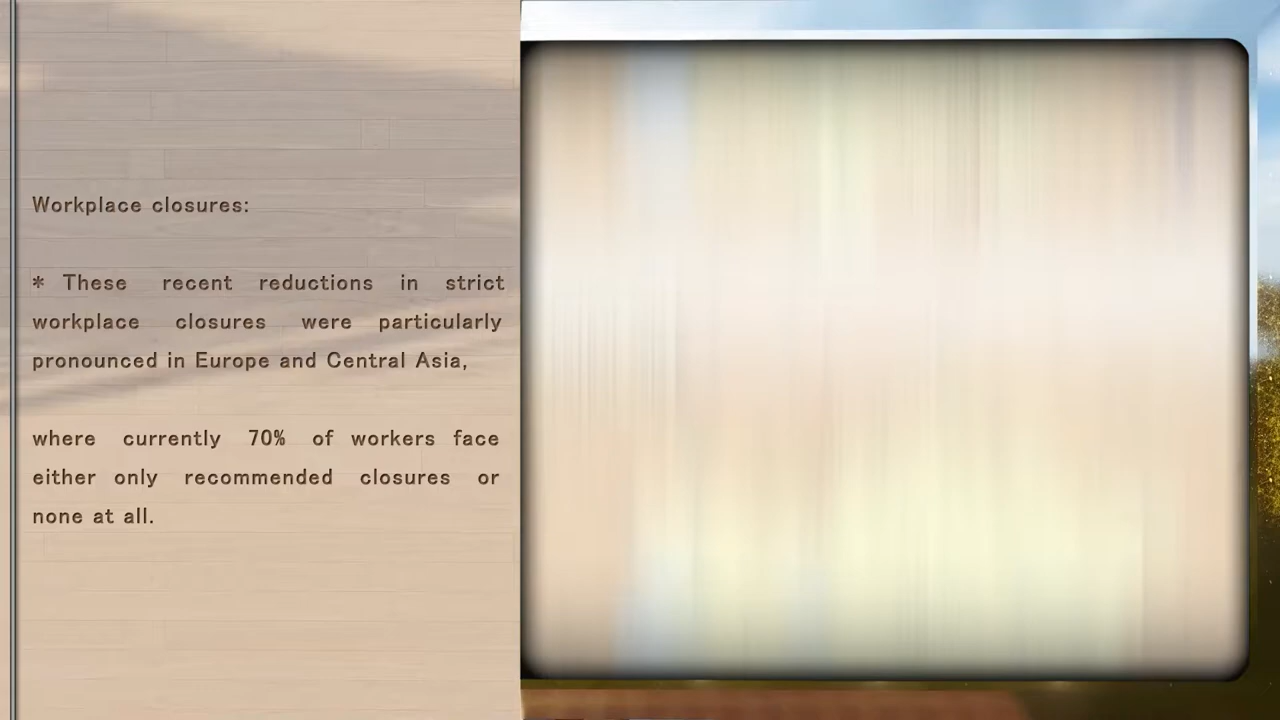 Workplace closures:
* These recent reductions in strict
workplace closures were particularly
pronounced in Europe and Central Asia,
where currently 70% of workers face
either only recommended closures or
none at all.